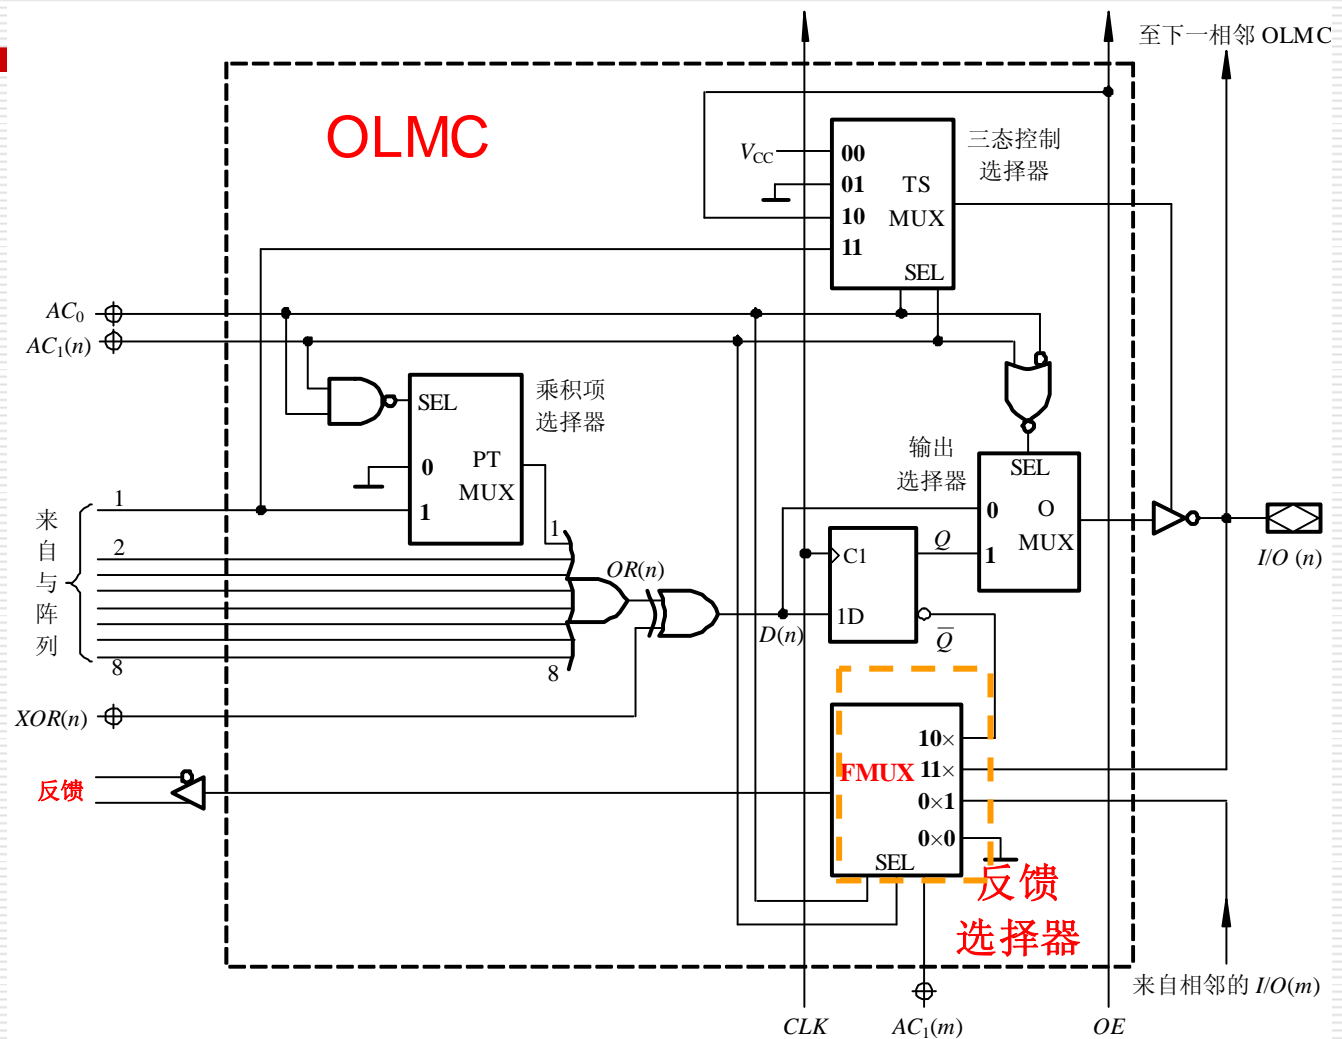 至下一相邻 OLMC
OLMC
三态控制
选择器
V_CC
00
01
10
11
TS
MUX
SEL
AC_0
AC_1(n)
SEL
0
1
PT
MUX
乘积项
选择器
输出
选择器
SEL
0
1
O
MUX
来
自
与
阵
列
1
2
8
1
8
OR(n)
D(n)
C1
1D
Q
Q̅
I/O (n)
XOR(n)
反馈
FMUX
10×
11×
0×1
0×0
SEL
反馈
选择器
来自相邻的 I/O(m)
CLK
AC_1(m)
OE